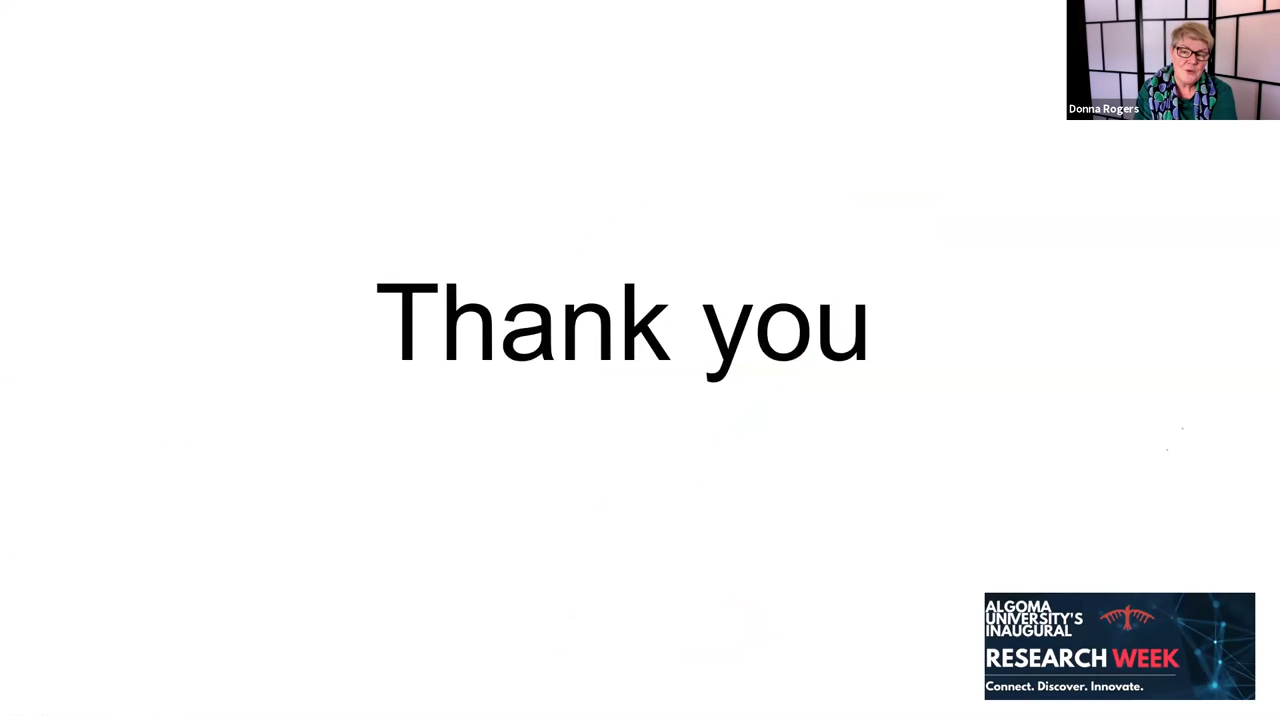 Donna Rogers
Thank you
ALGOMA
UNIVERSITY'S
INAUGURAL
RESEARCH WEEK
Connect. Discover. Innovate.